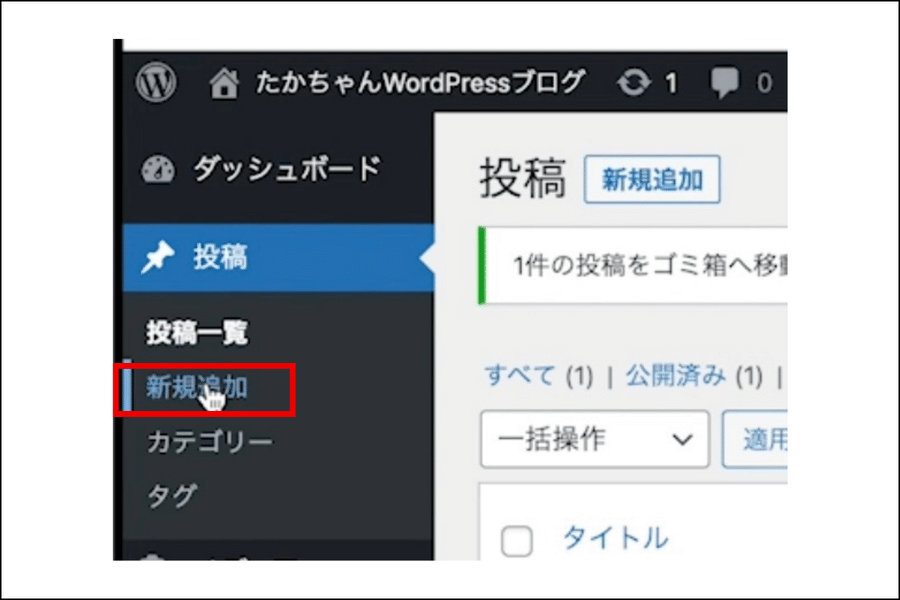 たかちゃんWordPressブログ 1 0
ダッシュボード
投稿
投稿一覧
新規追加
カテゴリー
タグ
投稿 新規追加
1件の投稿をゴミ箱へ移動
すべて (1) | 公開済み (1) |
一括操作 適用
タイトル